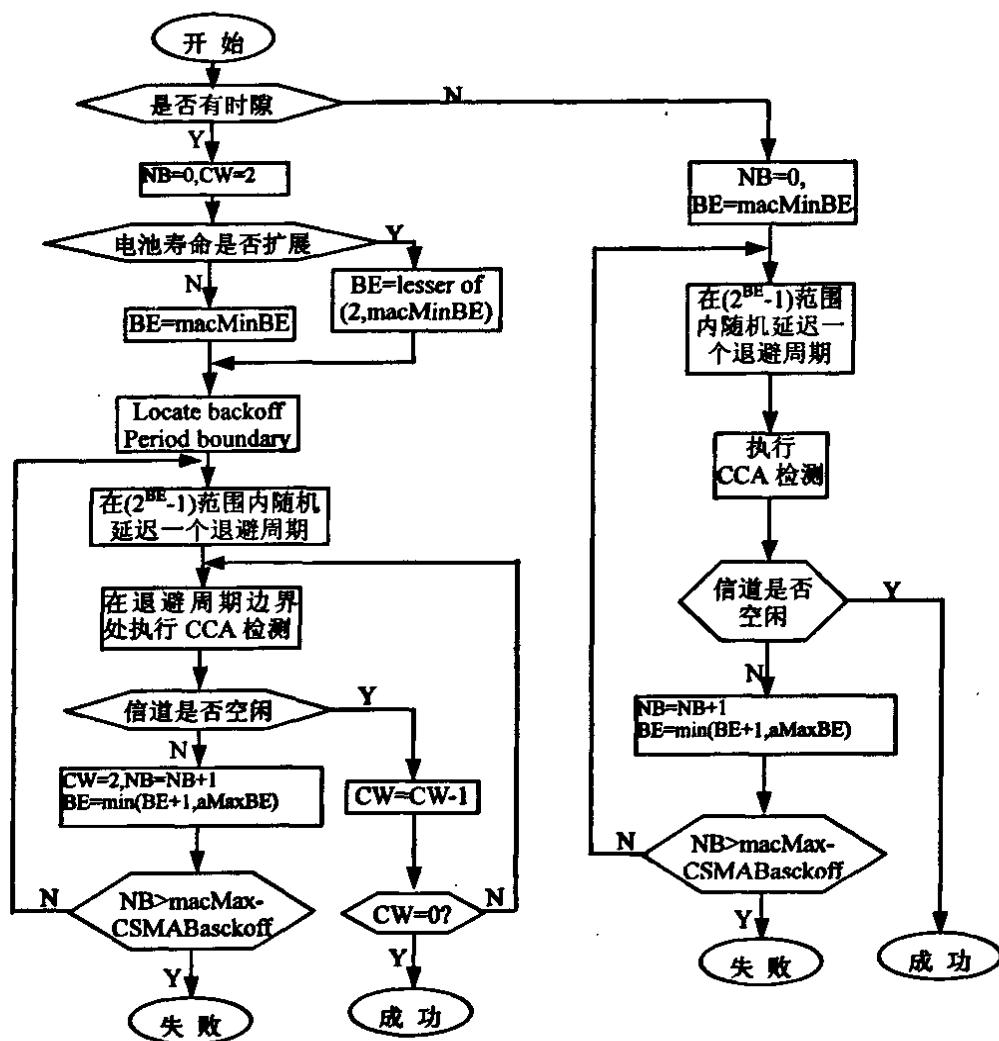 开始
是否有时隙
N
Y
NB=0,CW=2
电池寿命是否扩展
Y
N
BE=lesser of
(2,macMinBE)
BE=macMinBE
Locate backoff
Period boundary
在(2^BE-1)范围内随机
延迟一个退避周期
在退避周期边界
处执行 CCA 检测
信道是否空闲
Y
N
CW=2,NB=NB+1
BE=min(BE+1,aMaxBE)
CW=CW-1
N
NB>macMax-
CSMABasckoff
CW=0?
N
Y
Y
失败
成功
NB=0,
BE=macMinBE
在(2^BE-1)范围
内随机延迟一
个退避周期
执行
CCA 检测
信道是否
空闲
Y
N
NB=NB+1
BE=min(BE+1,aMaxBE)
N
NB>macMax-
CSMABasckoff
Y
失败
成功